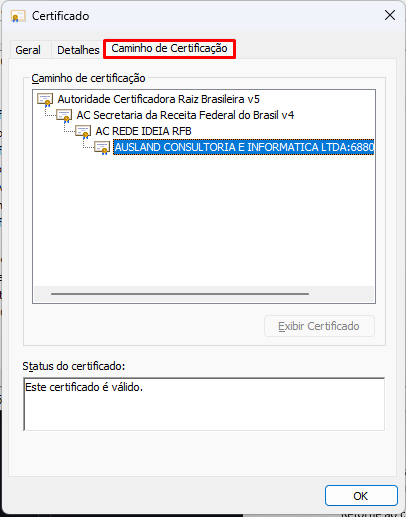 Certificado
Geral
Detalhes
Caminho de Certificação
Caminho de certificação
Autoridade Certificadora Raiz Brasileira v5
AC Secretaria da Receita Federal do Brasil v4
AC REDE IDEIA RFB
AUSLAND CONSULTORIA E INFORMATICA LTDA:6880
Exibir Certificado
Status do certificado:
Este certificado é válido.
OK